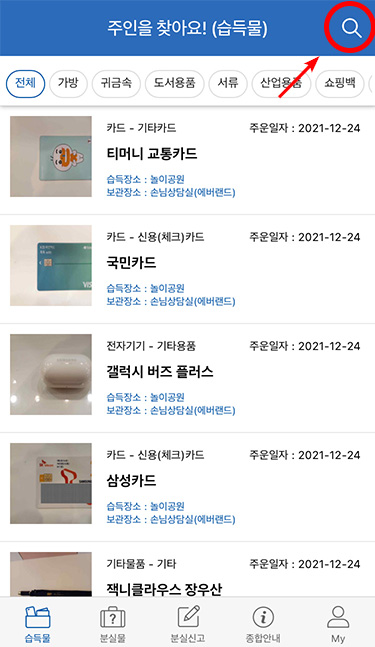 주인을 찾아요! (습득물)
전체 가방 귀금속 도서용품 서류 산업용품 쇼핑백
카드 - 기타카드 주운일자 : 2021-12-24
티머니 교통카드
습득장소 : 놀이공원
보관장소 : 손님상담실(에버랜드)
카드 - 신용(체크)카드 주운일자 : 2021-12-24
국민카드
습득장소 : 놀이공원
보관장소 : 손님상담실(에버랜드)
VIS
전자기기 - 기타용품 주운일자 : 2021-12-24
갤럭시 버즈 플러스
습득장소 : 놀이공원
보관장소 : 손님상담실(에버랜드)
카드 - 신용(체크)카드 주운일자 : 2021-12-24
삼성카드
습득장소 : 놀이공원
보관장소 : 손님상담실(에버랜드)
기타물품 - 기타 주운일자 : 2021-12-24
잭니클라우스 장우산
습득물 분실물 분실신고 종합안내 My